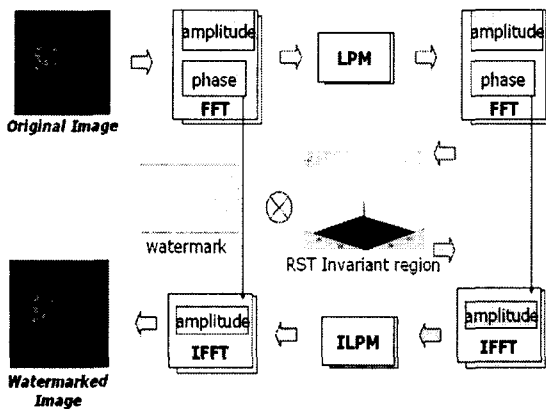 amplitude
phase
FFT
LPM
amplitude
phase
FFT
Original Image
watermark
RST Invariant region
amplitude
IFFT
ILPM
amplitude
IFFT
Watermarked
Image